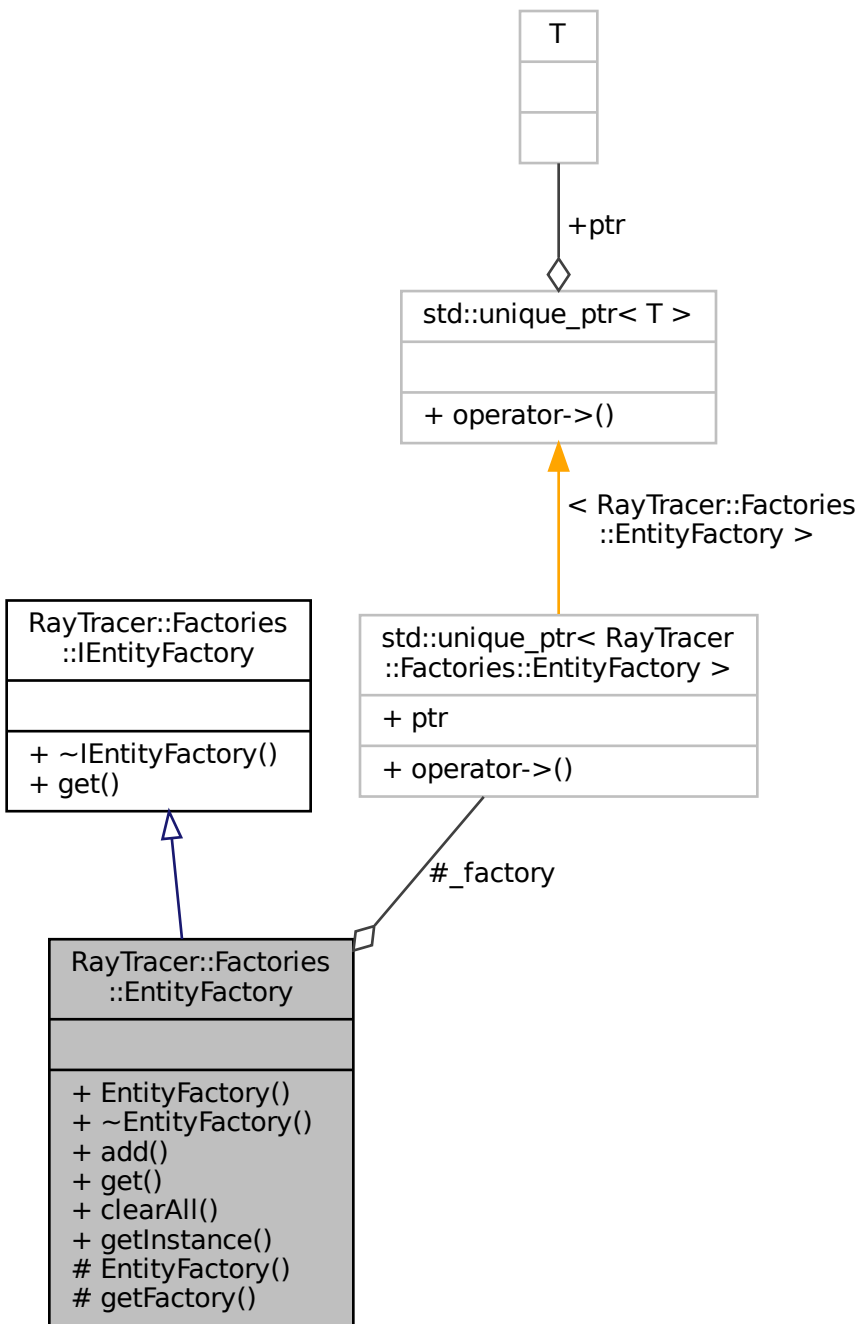 T
+ptr
std::unique_ptr< T >
+ operator->()
< RayTracer::Factories
::EntityFactory >
RayTracer::Factories
::IEntityFactory
+ ~IEntityFactory()
+ get()
std::unique_ptr< RayTracer
::Factories::EntityFactory >
+ ptr
+ operator->()
#_factory
RayTracer::Factories
::EntityFactory
+ EntityFactory()
+ ~EntityFactory()
+ add()
+ get()
+ clearAll()
+ getInstance()
# EntityFactory()
# getFactory()